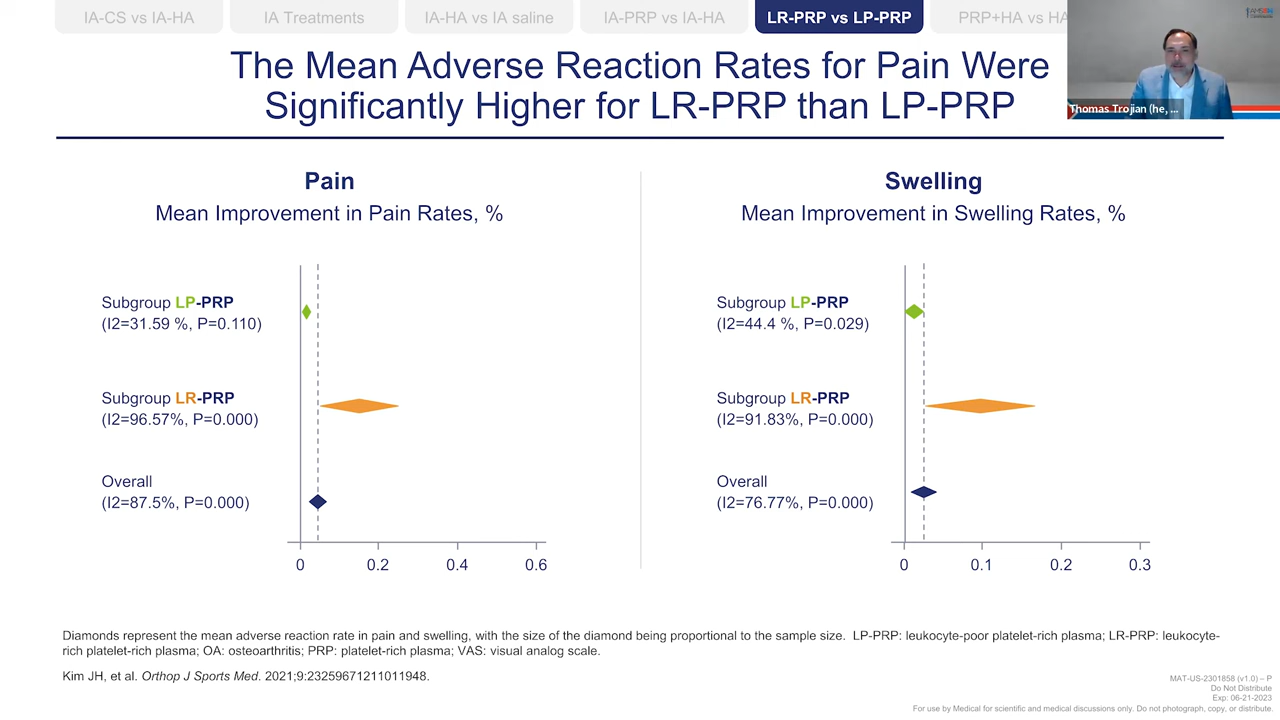 IA-CS vs IA-HA
IA Treatments
IA-HA vs IA saline
IA-PRP vs IA-HA
LR-PRP vs LP-PRP
PRP+HA vs HA
Thomas Trojian (he, ...
The Mean Adverse Reaction Rates for Pain Were
Significantly Higher for LR-PRP than LP-PRP
Pain
Mean Improvement in Pain Rates, %
Subgroup LP-PRP
(I2=31.59 %, P=0.110)
Subgroup LR-PRP
(I2=96.57%, P=0.000)
Overall
(I2=87.5%, P=0.000)
0 0.2 0.4 0.6
Swelling
Mean Improvement in Swelling Rates, %
Subgroup LP-PRP
(I2=44.4 %, P=0.029)
Subgroup LR-PRP
(I2=91.83%, P=0.000)
Overall
(I2=76.77%, P=0.000)
0 0.1 0.2 0.3
Diamonds represent the mean adverse reaction rate in pain and swelling, with the size of the diamond being proportional to the sample size. LP-PRP: leukocyte-poor platelet-rich plasma; LR-PRP: leukocyte-
rich platelet-rich plasma; OA: osteoarthritis; PRP: platelet-rich plasma; VAS: visual analog scale.
Kim JH, et al. Orthop J Sports Med. 2021;9:23259671211011948.
MAT-US-2301858 (v1.0) – P
Do Not Distribute
Exp: 06-21-2023
For use by Medical for scientific and medical discussions only. Do not photograph, copy, or distribute.